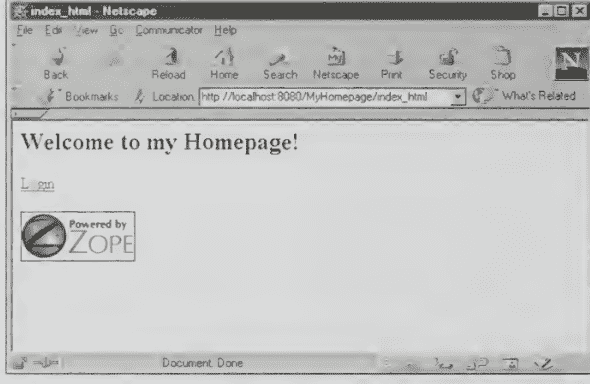 index_html - Netscape
File Edit View Go Communicator Help
Back Reload Home Search Netscape Print Security Shop
Bookmarks Location http://localhost:8080/MyHomepage/index_html What's Related
Welcome to my Homepage!
Login
Powered by
ZOPE
Document Done